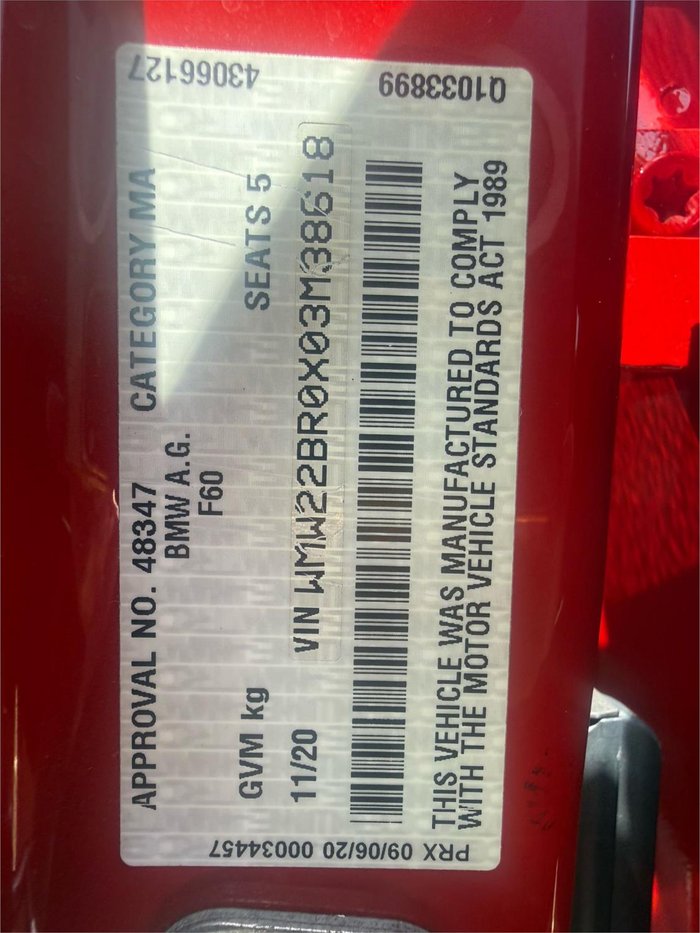 APPROVAL NO. 48347 CATEGORY MA
BMW A.G.
F60
GVM kg SEATS 5
11/20 VIN WMW22BR0X03M38618
THIS VEHICLE WAS MANUFACTURED TO COMPLY
WITH THE MOTOR VEHICLE STANDARDS ACT 1989
43066127
Q1033899
PRX 09/06/20 00034457